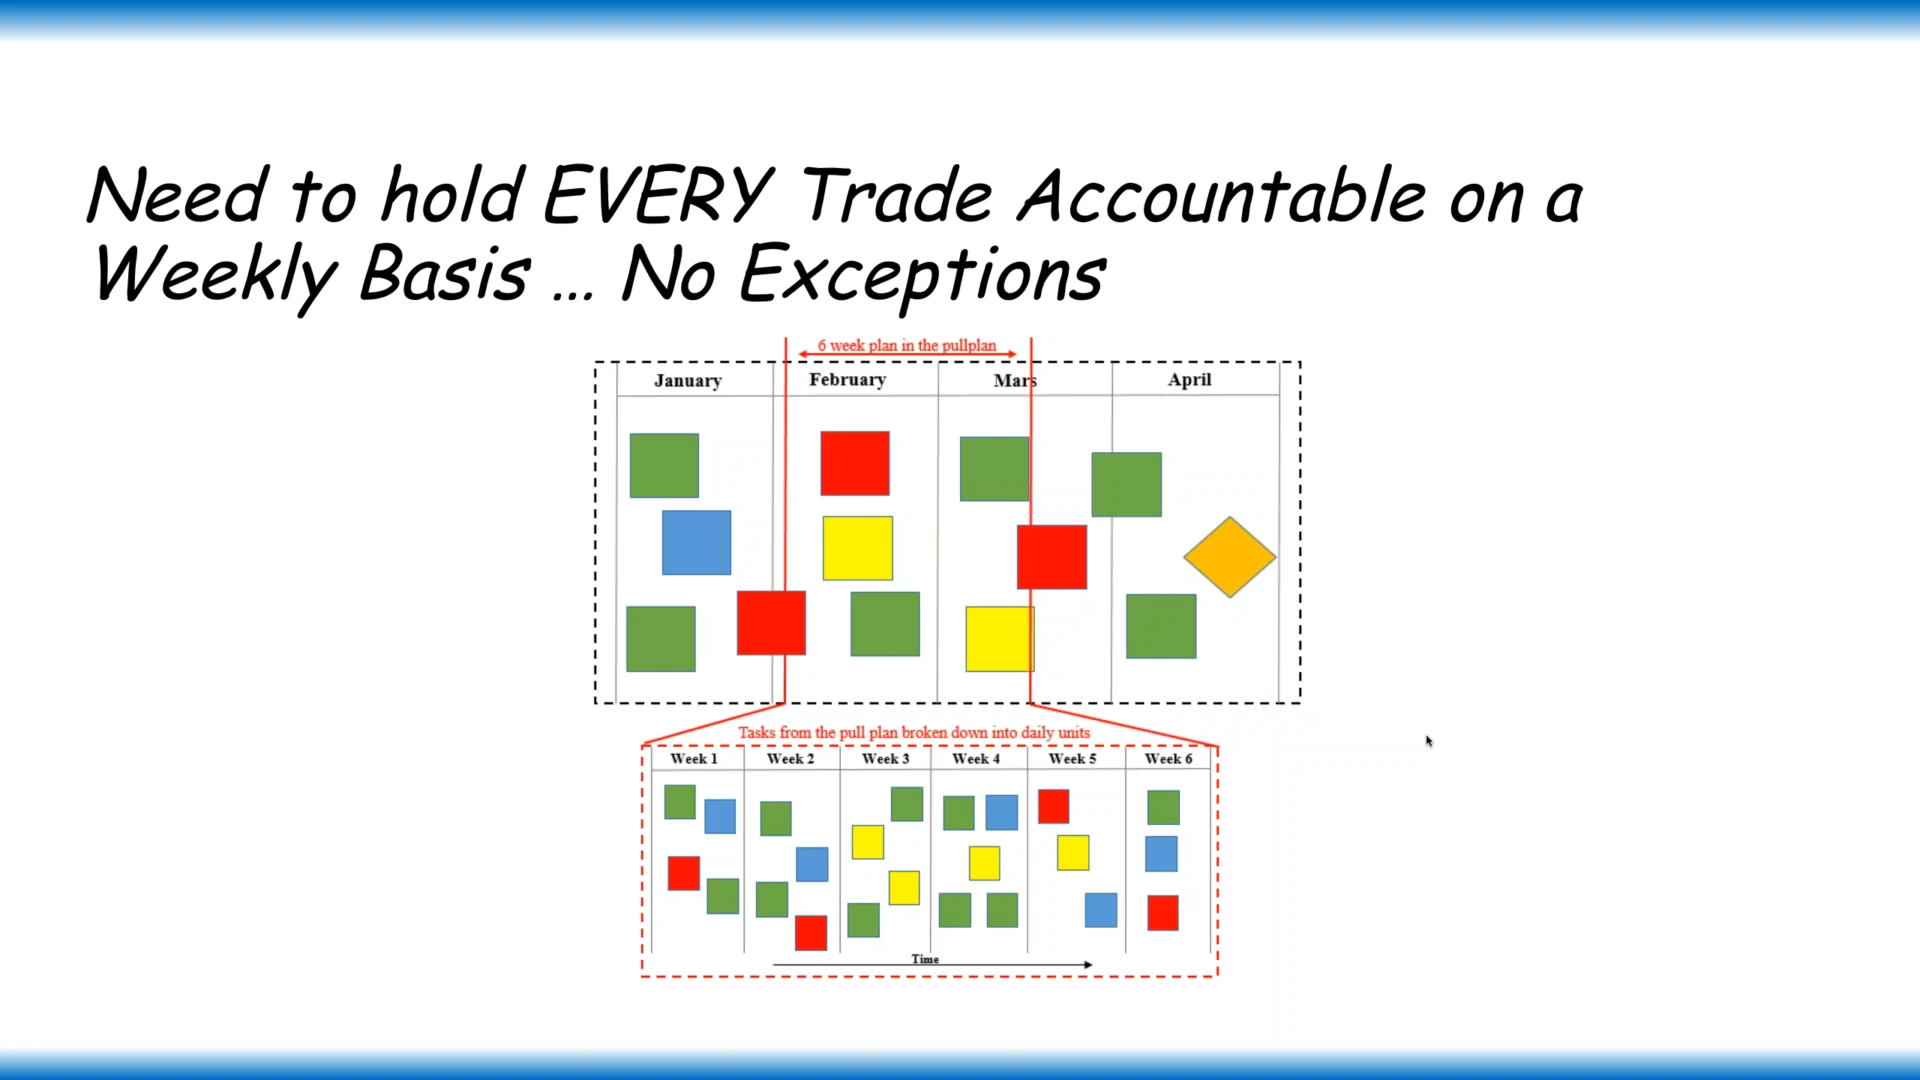 Need to hold EVERY Trade Accountable on a
Weekly Basis ... No Exceptions
6 week plan in the pullplan
January February Mars April
Tasks from the pull plan broken down into daily units
Week 1 Week 2 Week 3 Week 4 Week 5 Week 6
Time